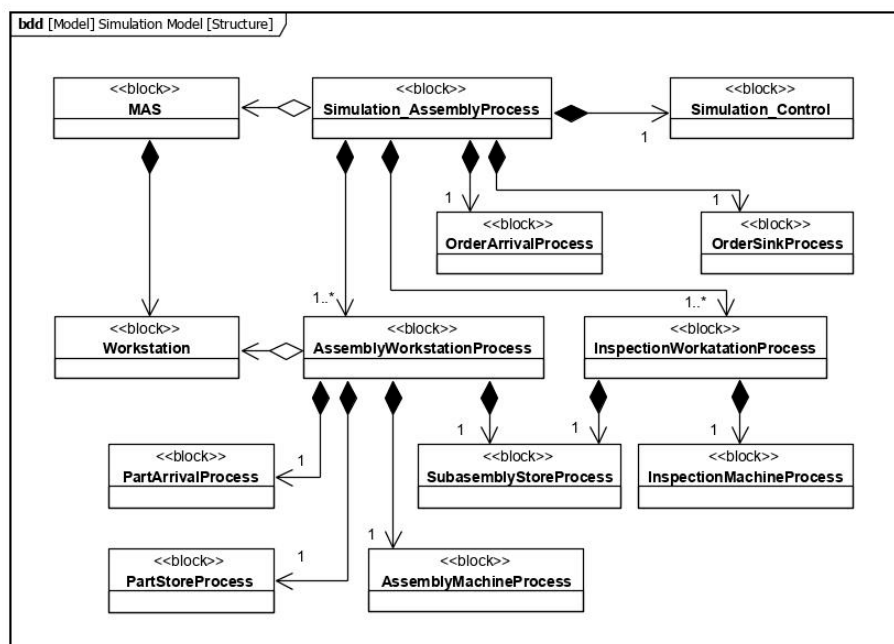 bdd [Model] Simulation Model [Structure]
<<block>>
MAS
<<block>>
Simulation_AssemblyProcess
<<block>>
Simulation_Control
1
1
1
<<block>>
OrderArrivalProcess
<<block>>
OrderSinkProcess
1..*
1..*
<<block>>
Workstation
<<block>>
AssemblyWorkstationProcess
<<block>>
InspectionWorkatationProcess
1
1
1
1
<<block>>
PartArrivalProcess
<<block>>
SubasemblyStoreProcess
<<block>>
InspectionMachineProcess
1
1
<<block>>
PartStoreProcess
<<block>>
AssemblyMachineProcess